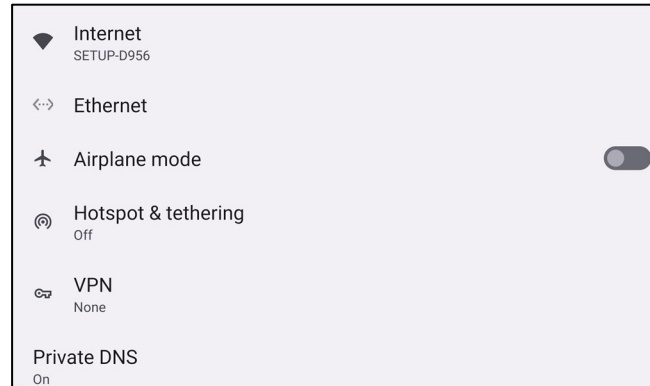 Internet
SETUP-D956
Ethernet
Airplane mode
Hotspot & tethering
Off
VPN
None
Private DNS
On